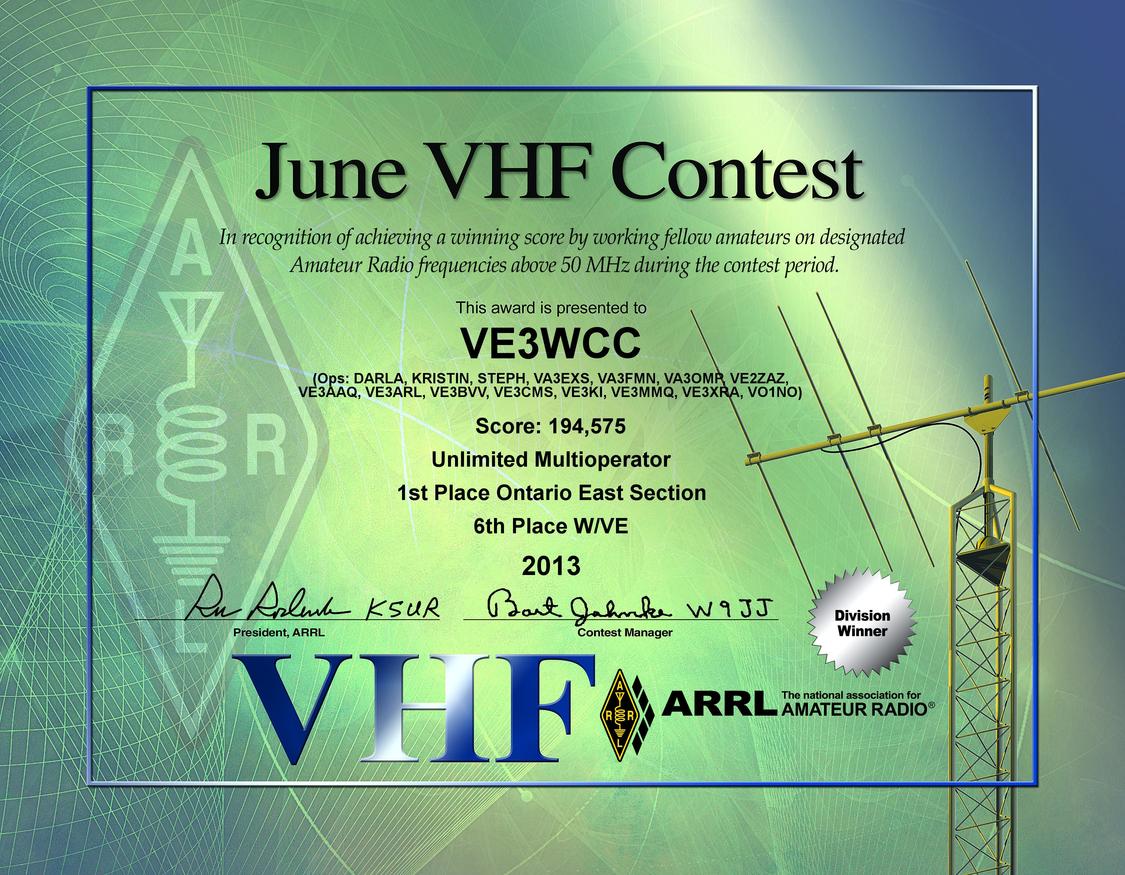 June VHF Contest
In recognition of achieving a winning score by working fellow amateurs on designated
Amateur Radio frequencies above 50 MHz during the contest period.
This award is presented to
VE3WCC
(Ops: DARLA, KRISTIN, STEPH, VA3EXS, VA3FMN, VA3OMP, VE2ZAZ,
VE3AAQ, VE3ARL, VE3BVV, VE3CMS, VE3KI, VE3MMQ, VE3XRA, VO1NO)
Score: 194,575
Unlimited Multioperator
1st Place Ontario East Section
6th Place W/VE
2013
K5UR
Bart Jahnke W9JJ
President, ARRL
Contest Manager
Division
Winner
VHF
ARRL
The national association for
AMATEUR RADIO®
A
R R
L
A
R R
L